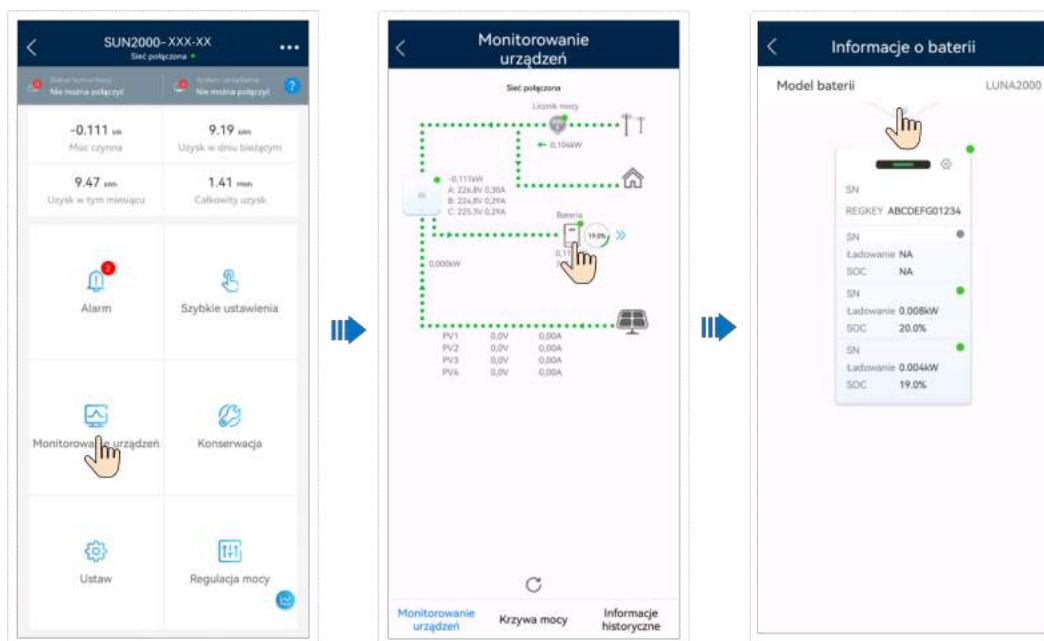 SUN2000-XXX-XX
Sieć połączona
Status komunikacji
Nie można połączyć
Nie można połączyć
-0.111 kW
Moc czynna
9.19 kWh
Uzysk w dniu bieżącym
9.47 kWh
Uzysk w tym miesiącu
1.41 MWh
Całkowity uzysk
2
Alarm
Szybkie ustawienia
Monitorowanie urządzeń
Konserwacja
Ustaw
Regulacja mocy
Monitorowanie
urządzeń
Sieć połączona
Licznik mocy
0,104kW
-0,111kW
A: 226,8V 0,30A
B: 224,8V 0,29A
C: 225,3V 0,29A
Bateria
19.0%
0,11
0,000kW
PV1 0,0V 0,00A
PV2 0,0V 0,00A
PV3 0,0V 0,00A
PV4 0,0V 0,00A
Monitorowanie
urządzeń
Krzywa mocy
Informacje
historyczne
Informacje o baterii
Model baterii LUNA2000
SN
REGKEY ABCDEFG01234
SN
Ładowanie NA
SOC NA
SN
Ładowanie 0.008kW
SOC 20.0%
SN
Ładowanie 0.004kW
SOC 19.0%